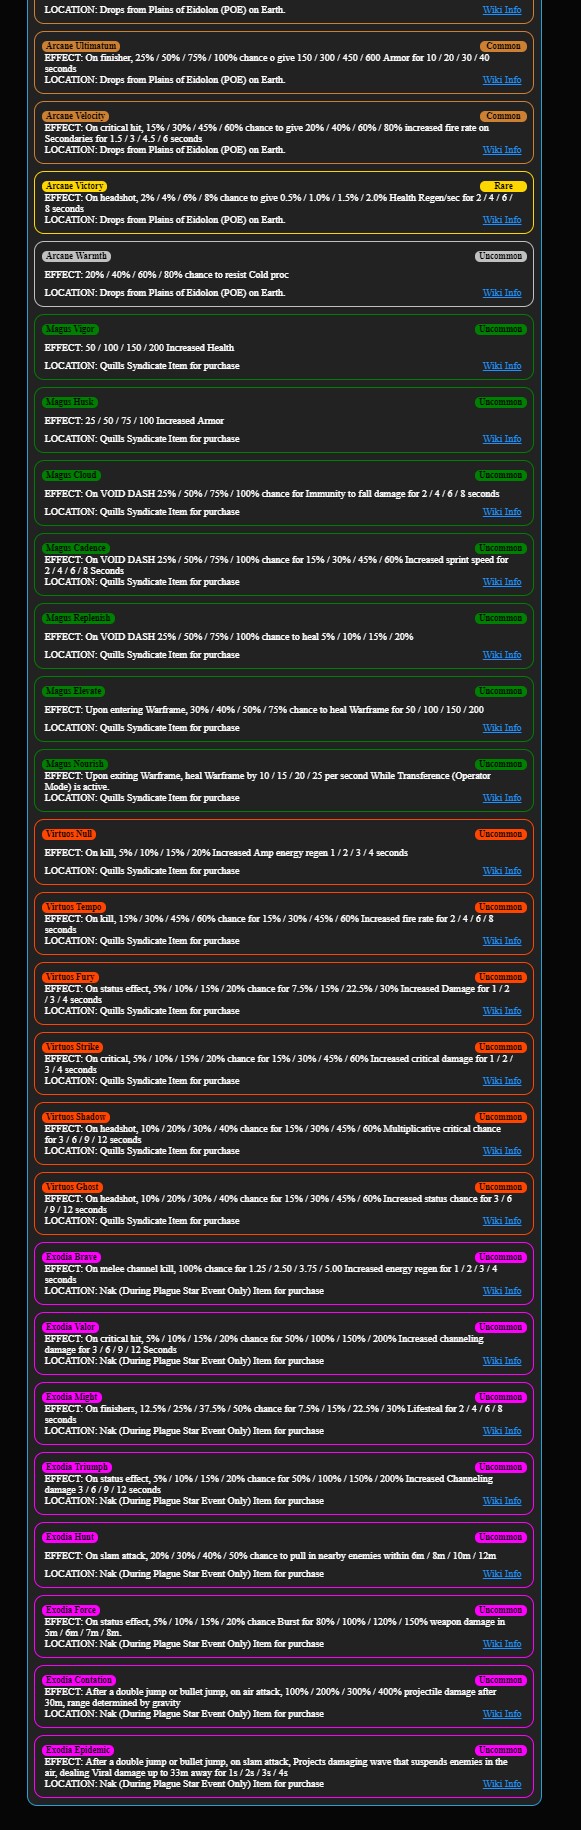 LOCATION: Drops from Plains of Eidolon (POE) on Earth. Wiki Info
Arcane Ultimatum Common
EFFECT: On finisher, 25% / 50% / 75% / 100% chance o give 150 / 300 / 450 / 600 Armor for 10 / 20 / 30 / 40
seconds
LOCATION: Drops from Plains of Eidolon (POE) on Earth. Wiki Info
Arcane Velocity Common
EFFECT: On critical hit, 15% / 30% / 45% / 60% chance to give 20% / 40% / 60% / 80% increased fire rate on
Secondaries for 1.5 / 3 / 4.5 / 6 seconds
LOCATION: Drops from Plains of Eidolon (POE) on Earth. Wiki Info
Arcane Victory Rare
EFFECT: On headshot, 2% / 4% / 6% / 8% chance to give 0.5% / 1.0% / 1.5% / 2.0% Health Regen/sec for 2 / 4 / 6 /
8 seconds
LOCATION: Drops from Plains of Eidolon (POE) on Earth. Wiki Info
Arcane Warmth Uncommon
EFFECT: 20% / 40% / 60% / 80% chance to resist Cold proc
LOCATION: Drops from Plains of Eidolon (POE) on Earth. Wiki Info
Magus Vigor Uncommon
EFFECT: 50 / 100 / 150 / 200 Increased Health
LOCATION: Quills Syndicate Item for purchase Wiki Info
Magus Husk Uncommon
EFFECT: 25 / 50 / 75 / 100 Increased Armor
LOCATION: Quills Syndicate Item for purchase Wiki Info
Magus Cloud Uncommon
EFFECT: On VOID DASH 25% / 50% / 75% / 100% chance for Immunity to fall damage for 2 / 4 / 6 / 8 seconds
LOCATION: Quills Syndicate Item for purchase Wiki Info
Magus Cadence Uncommon
EFFECT: On VOID DASH 25% / 50% / 75% / 100% chance for 15% / 30% / 45% / 60% Increased sprint speed for
2 / 4 / 6 / 8 Seconds
LOCATION: Quills Syndicate Item for purchase Wiki Info
Magus Replenish Uncommon
EFFECT: On VOID DASH 25% / 50% / 75% / 100% chance to heal 5% / 10% / 15% / 20%
LOCATION: Quills Syndicate Item for purchase Wiki Info
Magus Elevate Uncommon
EFFECT: Upon entering Warframe, 30% / 40% / 50% / 75% chance to heal Warframe for 50 / 100 / 150 / 200
LOCATION: Quills Syndicate Item for purchase Wiki Info
Magus Nourish Uncommon
EFFECT: Upon exiting Warframe, heal Warframe by 10 / 15 / 20 / 25 per second While Transference (Operator
Mode) is active.
LOCATION: Quills Syndicate Item for purchase Wiki Info
Virtuos Null Uncommon
EFFECT: On kill, 5% / 10% / 15% / 20% Increased Amp energy regen 1 / 2 / 3 / 4 seconds
LOCATION: Quills Syndicate Item for purchase Wiki Info
Virtuos Tempo Uncommon
EFFECT: On kill, 15% / 30% / 45% / 60% chance for 15% / 30% / 45% / 60% Increased fire rate for 2 / 4 / 6 / 8
seconds
LOCATION: Quills Syndicate Item for purchase Wiki Info
Virtuos Fury Uncommon
EFFECT: On status effect, 5% / 10% / 15% / 20% chance for 7.5% / 15% / 22.5% / 30% Increased Damage for 1 / 2
/ 3 / 4 seconds
LOCATION: Quills Syndicate Item for purchase Wiki Info
Virtuos Strike Uncommon
EFFECT: On critical, 5% / 10% / 15% / 20% chance for 15% / 30% / 45% / 60% Increased critical damage for 1 / 2 /
3 / 4 seconds
LOCATION: Quills Syndicate Item for purchase Wiki Info
Virtuos Shadow Uncommon
EFFECT: On headshot, 10% / 20% / 30% / 40% chance for 15% / 30% / 45% / 60% Multiplicative critical chance
for 3 / 6 / 9 / 12 seconds
LOCATION: Quills Syndicate Item for purchase Wiki Info
Virtuos Ghost Uncommon
EFFECT: On headshot, 10% / 20% / 30% / 40% chance for 15% / 30% / 45% / 60% Increased status chance for 3 / 6
/ 9 / 12 seconds
LOCATION: Quills Syndicate Item for purchase Wiki Info
Exodia Brave Uncommon
EFFECT: On melee channel kill, 100% chance for 1.25 / 2.50 / 3.75 / 5.00 Increased energy regen for 1 / 2 / 3 / 4
seconds
LOCATION: Nak (During Plague Star Event Only) Item for purchase Wiki Info
Exodia Valor Uncommon
EFFECT: On critical hit, 5% / 10% / 15% / 20% chance for 50% / 100% / 150% / 200% Increased channeling
damage for 3 / 6 / 9 / 12 Seconds
LOCATION: Nak (During Plague Star Event Only) Item for purchase Wiki Info
Exodia Might Uncommon
EFFECT: On finishers, 12.5% / 25% / 37.5% / 50% chance for 7.5% / 15% / 22.5% / 30% Lifesteal for 2 / 4 / 6 / 8
seconds
LOCATION: Nak (During Plague Star Event Only) Item for purchase Wiki Info
Exodia Triumph Uncommon
EFFECT: On status effect, 5% / 10% / 15% / 20% chance for 50% / 100% / 150% / 200% Increased Channeling
damage 3 / 6 / 9 / 12 seconds
LOCATION: Nak (During Plague Star Event Only) Item for purchase Wiki Info
Exodia Hunt Uncommon
EFFECT: On slam attack, 20% / 30% / 40% / 50% chance to pull in nearby enemies within 6m / 8m / 10m / 12m
LOCATION: Nak (During Plague Star Event Only) Item for purchase Wiki Info
Exodia Force Uncommon
EFFECT: On status effect, 5% / 10% / 15% / 20% chance Burst for 80% / 100% / 120% / 150% weapon damage in
5m / 6m / 7m / 8m.
LOCATION: Nak (During Plague Star Event Only) Item for purchase Wiki Info
Exodia Contation Uncommon
EFFECT: After a double jump or bullet jump, on air attack, 100% / 200% / 300% / 400% projectile damage after
30m, range determined by gravity
LOCATION: Nak (During Plague Star Event Only) Item for purchase Wiki Info
Exodia Epidemic Uncommon
EFFECT: After a double jump or bullet jump, on slam attack, Projects damaging wave that suspends enemies in the
air, dealing Viral damage up to 33m away for 1s / 2s / 3s / 4s
LOCATION: Nak (During Plague Star Event Only) Item for purchase Wiki Info